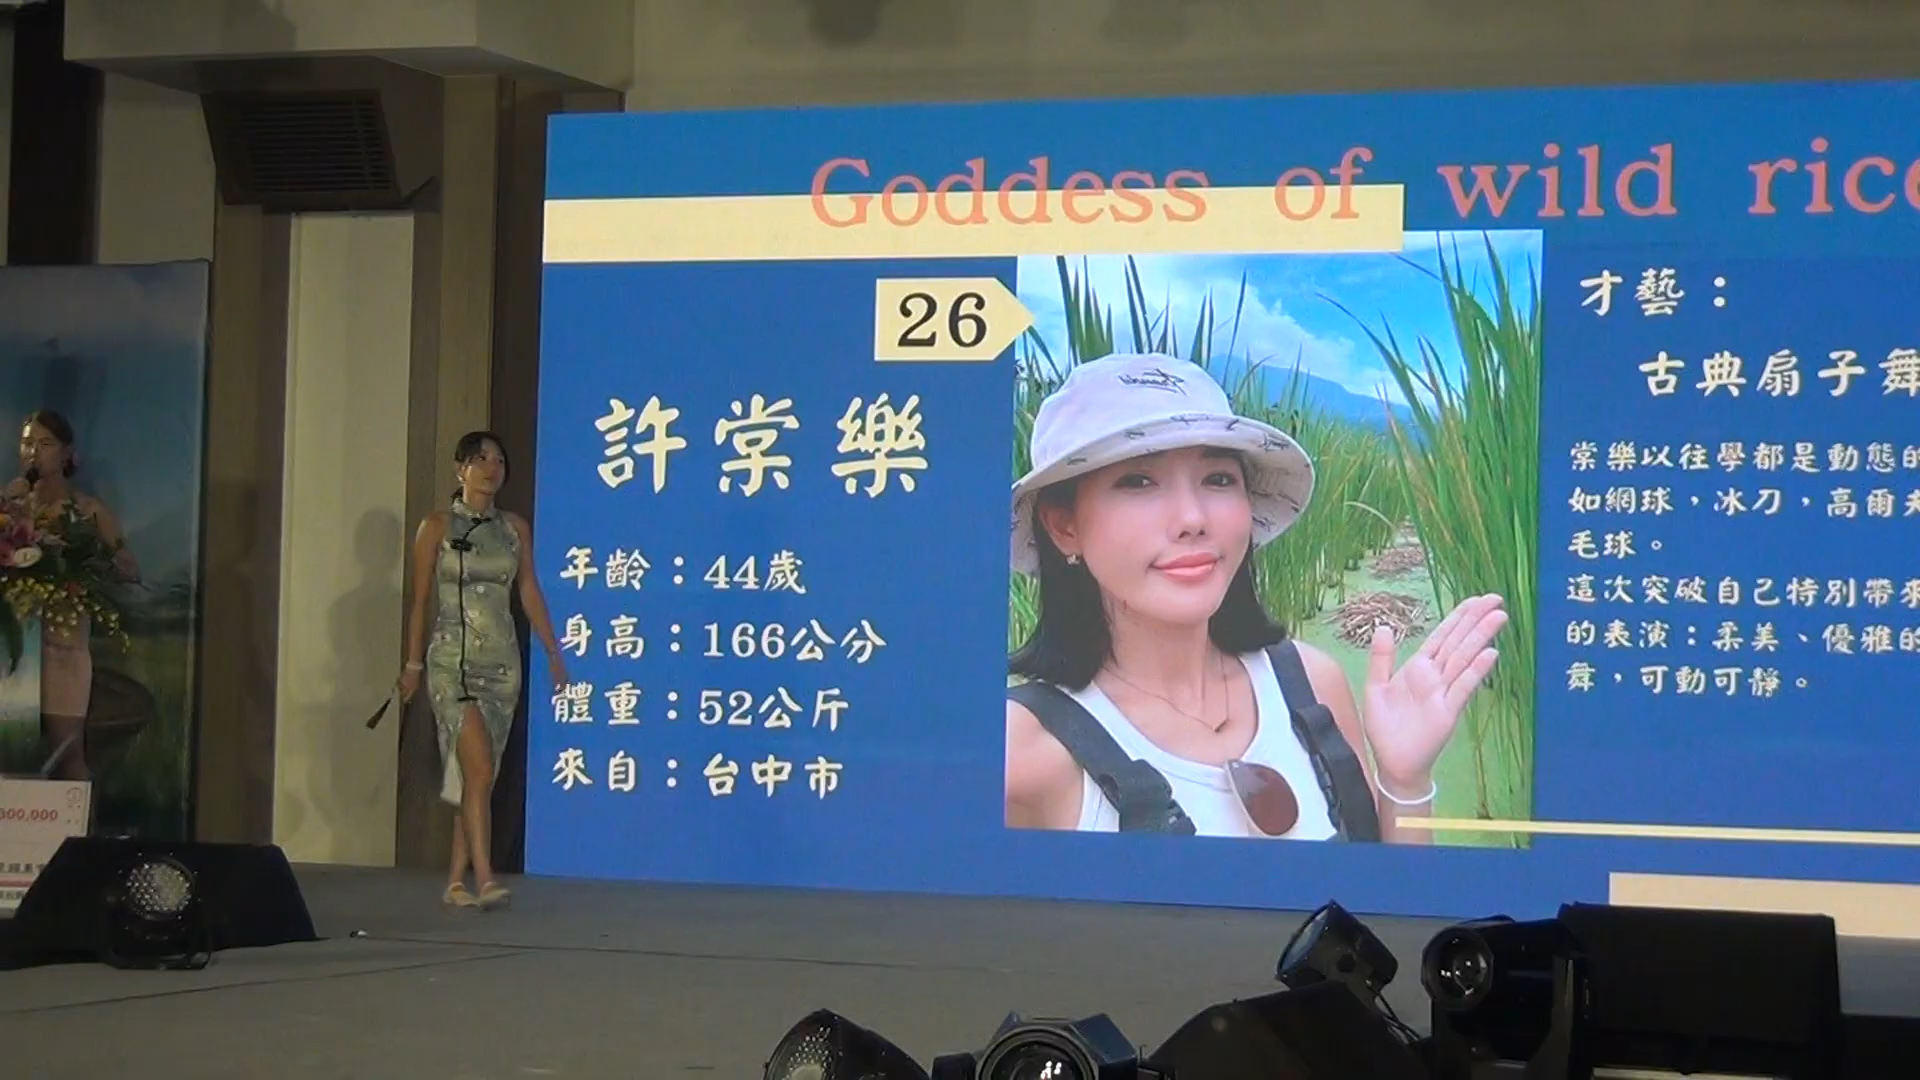 Goddess of wild rice
26
許棠樂
年齡：44歲
身高：166公分
體重：52公斤
來自：台中市
才藝：
古典扇子舞
棠樂以往學都是動態的
如網球，冰刀，高爾夫
毛球。
這次突破自己特別帶來
的表演：柔美、優雅的
舞，可動可靜。
600,000